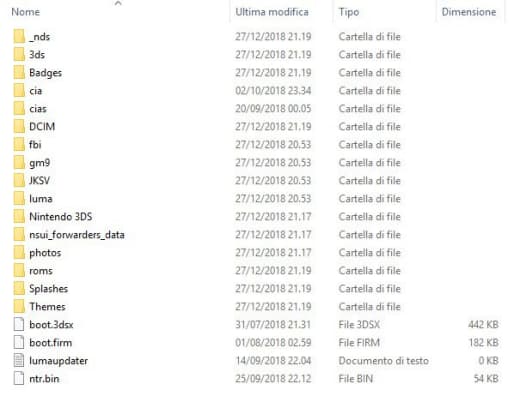 Nome Ultima modifica Tipo Dimensione
_nds 27/12/2018 21.19 Cartella di file
3ds 27/12/2018 21.19 Cartella di file
Badges 27/12/2018 21.19 Cartella di file
cia 02/10/2018 23.34 Cartella di file
cias 20/09/2018 00.05 Cartella di file
DCIM 27/12/2018 21.19 Cartella di file
fbi 27/12/2018 20.53 Cartella di file
gm9 27/12/2018 20.53 Cartella di file
JKSV 27/12/2018 20.53 Cartella di file
luma 27/12/2018 20.53 Cartella di file
Nintendo 3DS 27/12/2018 21.17 Cartella di file
nsui_forwarders_data 27/12/2018 21.17 Cartella di file
photos 27/12/2018 21.17 Cartella di file
roms 27/12/2018 21.19 Cartella di file
Splashes 27/12/2018 21.19 Cartella di file
Themes 27/12/2018 21.19 Cartella di file
boot.3dsx 31/07/2018 21.31 File 3DSX 442 KB
boot.firm 01/08/2018 02.59 File FIRM 182 KB
lumaupdater 14/09/2018 22.04 Documento di testo 0 KB
ntr.bin 25/09/2018 22.12 File BIN 54 KB